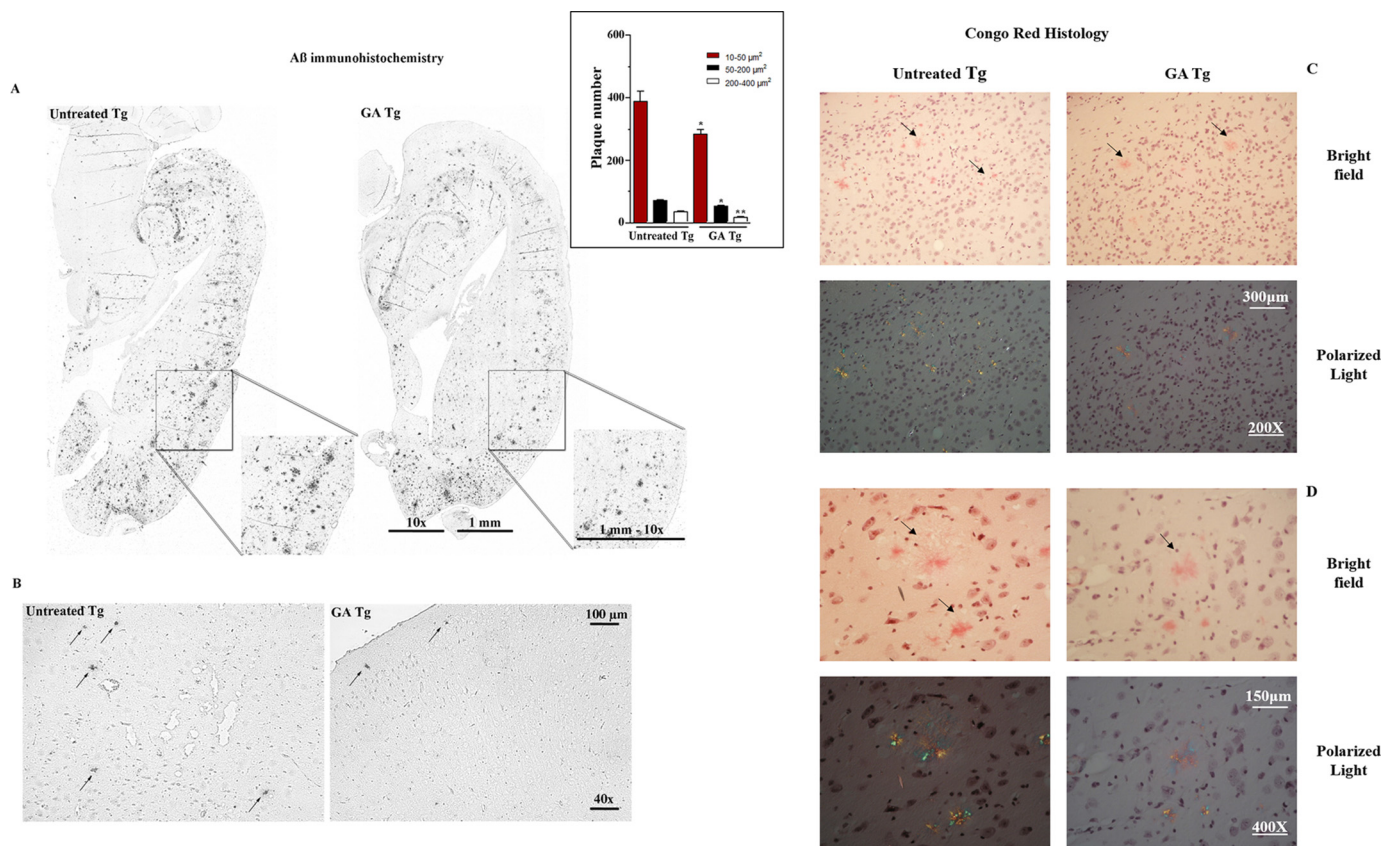 Aß immunohistochemistry
A
Untreated Tg
GA Tg
600
400
200
0
Plaque number
10-50 µm²
50-200 µm²
200-400 µm²
*
*
**
Untreated Tg
GA Tg
10x
1 mm
1 mm - 10x
B
Untreated Tg
GA Tg
100 µm
40x
Congo Red Histology
Untreated Tg
GA Tg
C
Bright
field
300µm
Polarized
Light
200X
D
Bright
field
150µm
Polarized
Light
400X